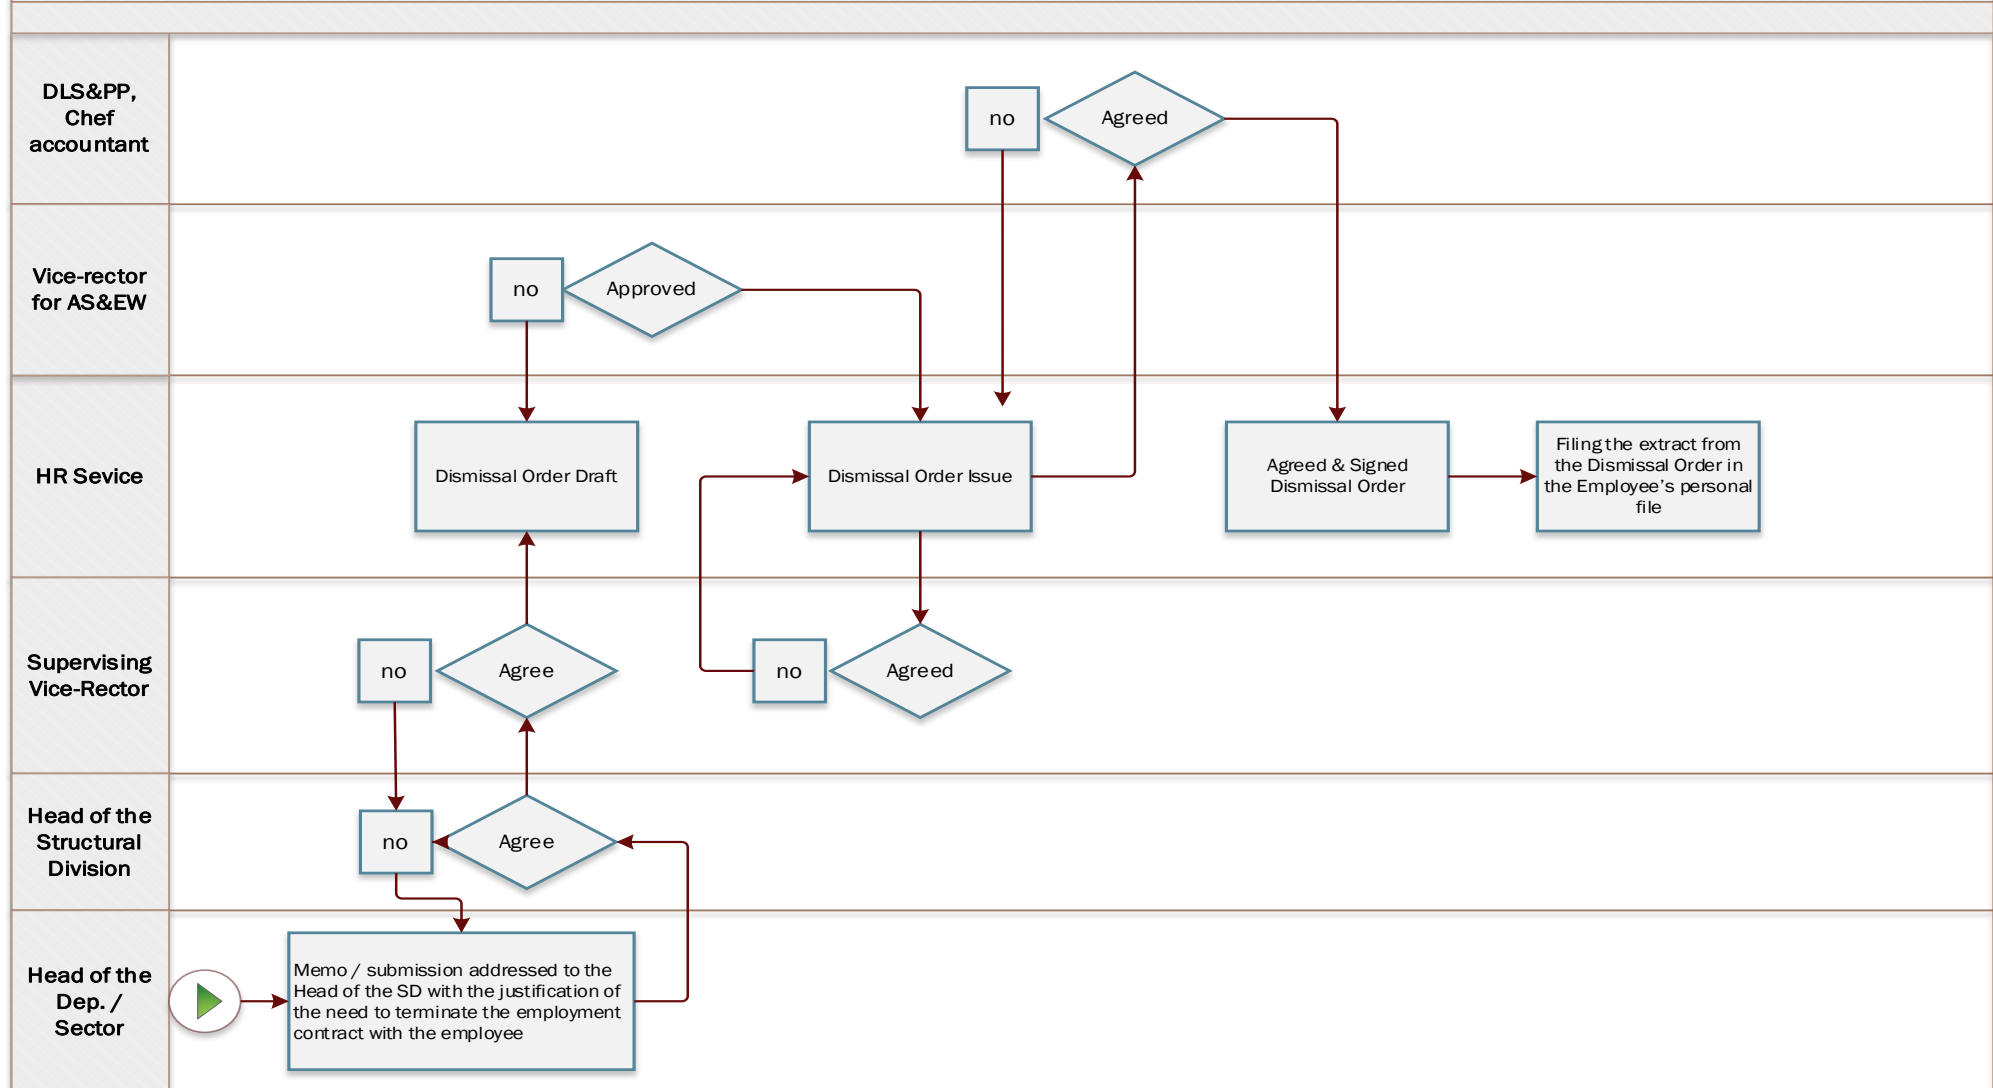 DLS&PP,
Chef
accountant
no
Agreed
Vice-rector
for AS&EW
no
Approved
HR Sevice
Dismissal Order Draft
Dismissal Order Issue
Agreed & Signed
Dismissal Order
Filing the extract from
the Dismissal Order in
the Employee's personal
file
Supervising
Vice-Rector
no
Agree
no
Agreed
Head of the
Structural
Division
no
Agree
Head of the
Dep. /
Sector
Memo / submission addressed to the
Head of the SD with the justification of
the need to terminate the employment
contract with the employee